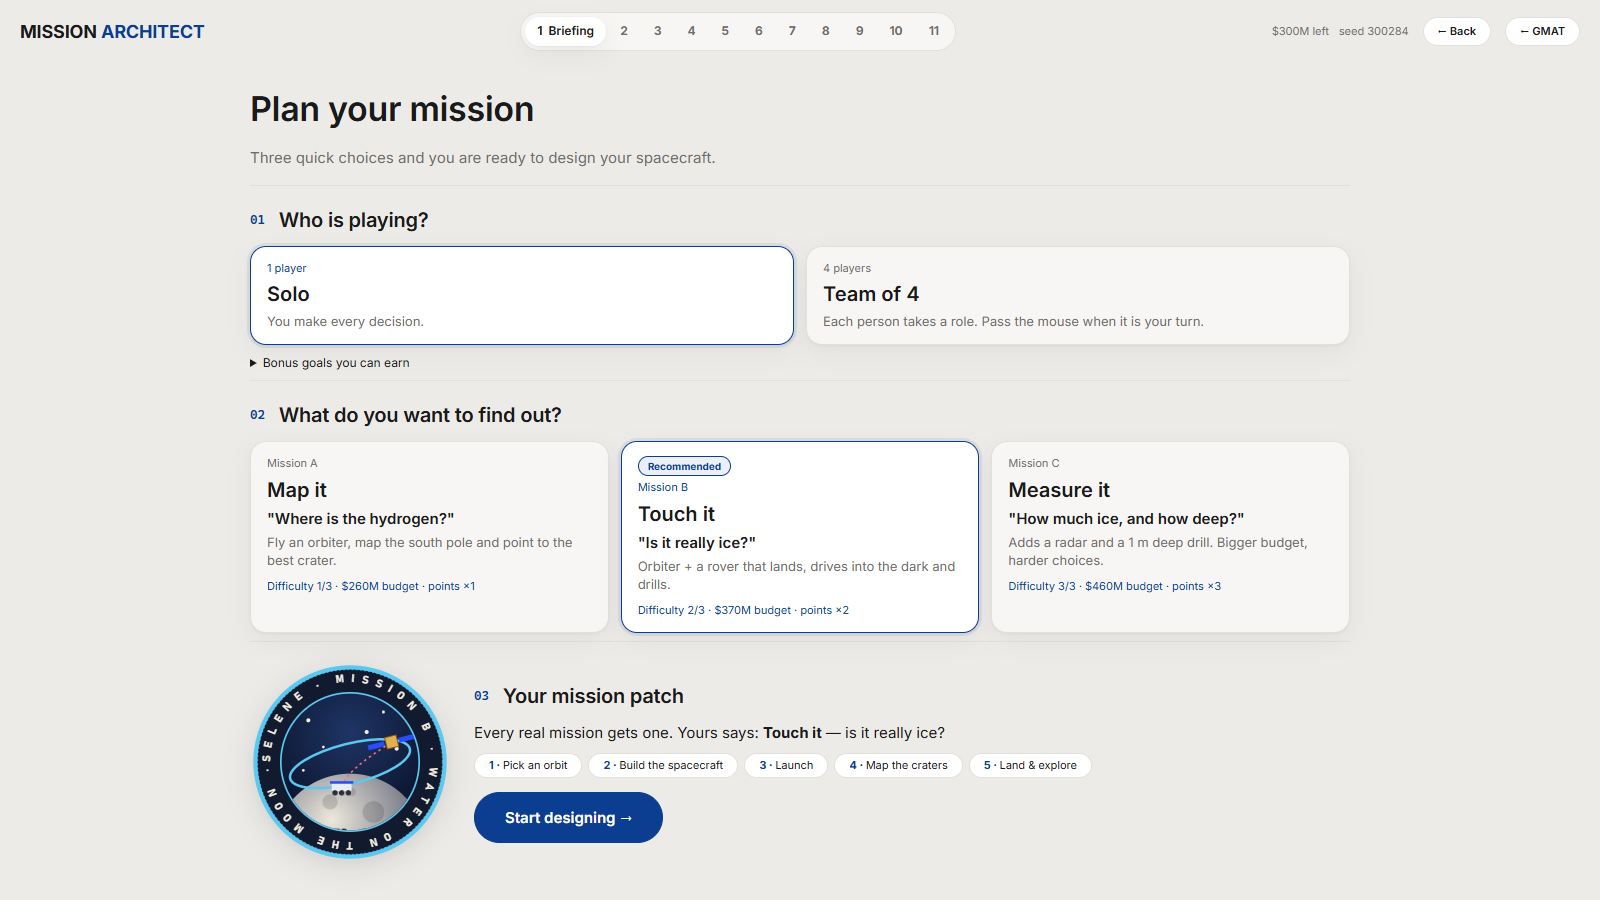 MISSION ARCHITECT
1 Briefing 2 3 4 5 6 7 8 9 10 11
$300M left seed 300284
← Back
← GMAT
Plan your mission
Three quick choices and you are ready to design your spacecraft.
01 Who is playing?
1 player
Solo
You make every decision.
4 players
Team of 4
Each person takes a role. Pass the mouse when it is your turn.
▶ Bonus goals you can earn
02 What do you want to find out?
Mission A
Map it
"Where is the hydrogen?"
Fly an orbiter, map the south pole and point to the
best crater.
Difficulty 1/3 · $260M budget · points ×1
Recommended
Mission B
Touch it
"Is it really ice?"
Orbiter + a rover that lands, drives into the dark and
drills.
Difficulty 2/3 · $370M budget · points ×2
Mission C
Measure it
"How much ice, and how deep?"
Adds a radar and a 1 m deep drill. Bigger budget,
harder choices.
Difficulty 3/3 · $460M budget · points ×3
SELENE · MISSION B · WATER ON THE MOON ·
03 Your mission patch
Every real mission gets one. Yours says: Touch it — is it really ice?
1 · Pick an orbit
2 · Build the spacecraft
3 · Launch
4 · Map the craters
5 · Land & explore
Start designing →